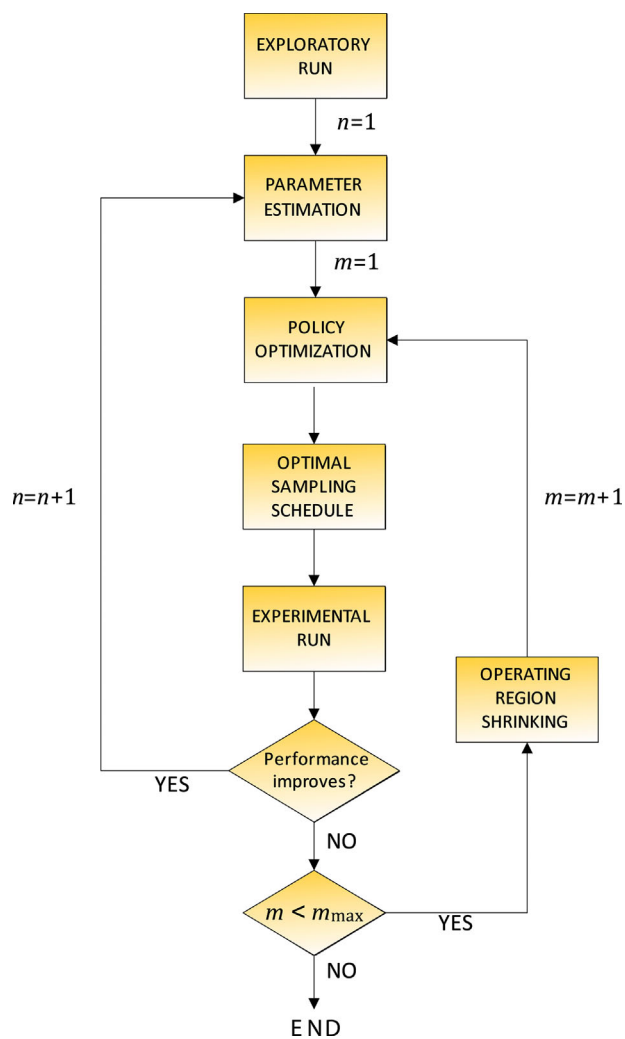 EXPLORATORY
RUN
n=1
PARAMETER
ESTIMATION
m=1
POLICY
OPTIMIZATION
OPTIMAL
SAMPLING
SCHEDULE
n=n+1
m=m+1
EXPERIMENTAL
RUN
OPERATING
REGION
SHRINKING
Performance
improves?
YES
NO
m < mmax
YES
NO
END